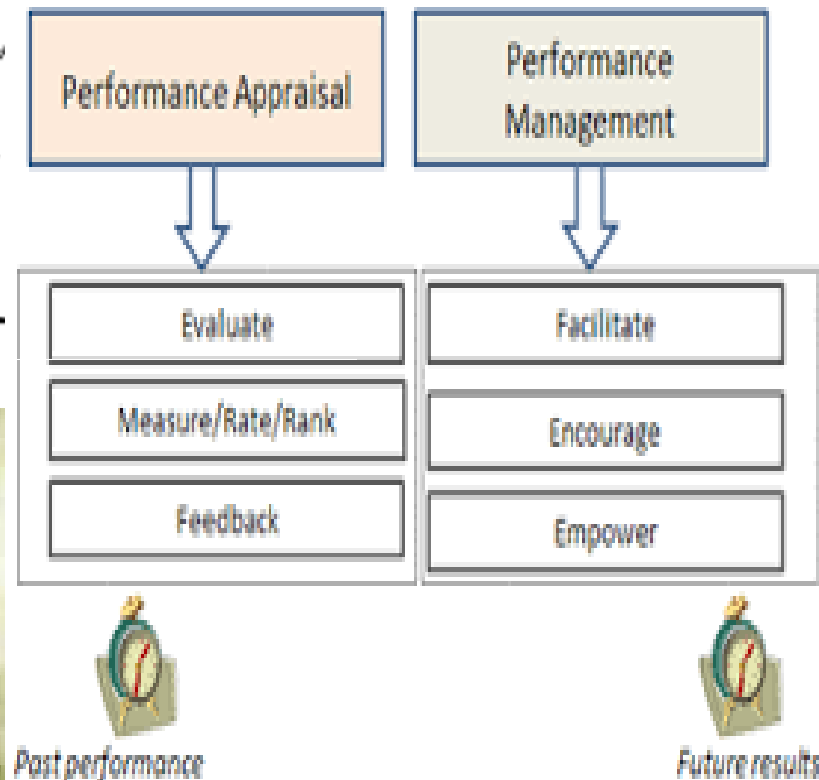 Performance Appraisal
Performance
Management
Evaluate
Measure/Rate/Rank
Feedback
Facilitate
Encourage
Empower
Past performance
Future results